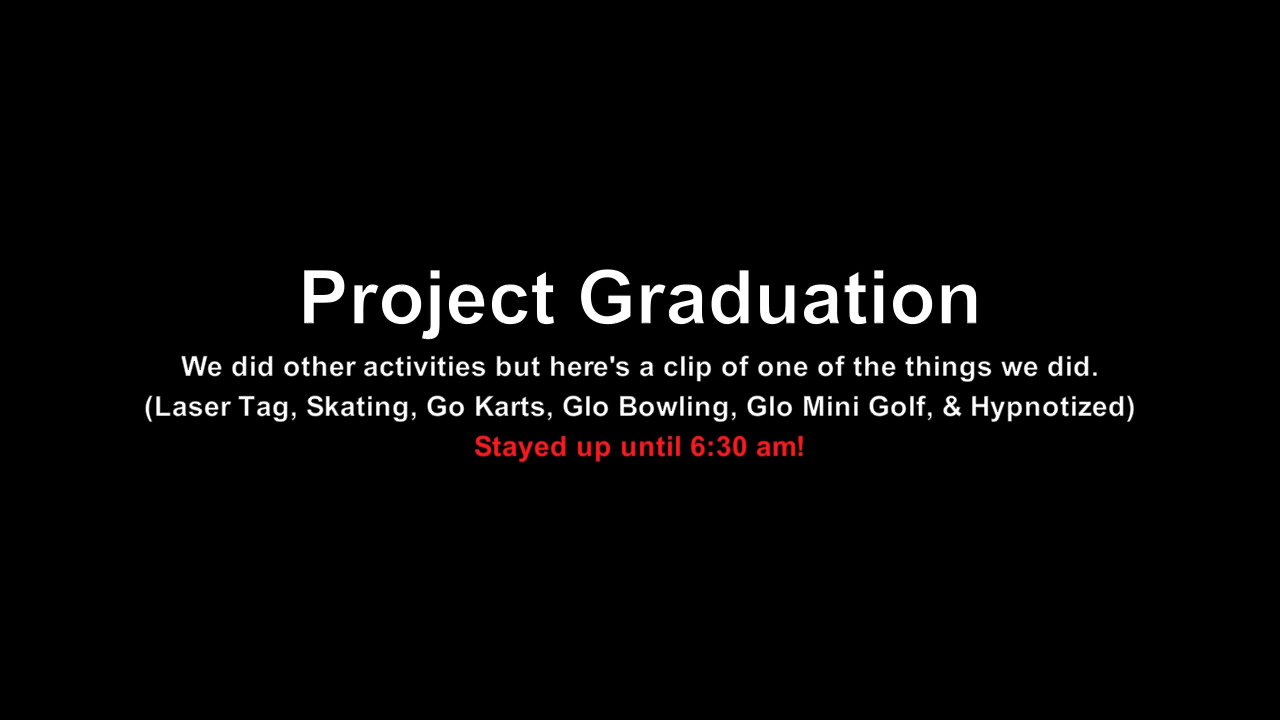 Project Graduation
We did other activities but here's a clip of one of the things we did.
(Laser Tag, Skating, Go Karts, Glo Bowling, Glo Mini Golf, & Hypnotized)
Stayed up until 6:30 am!